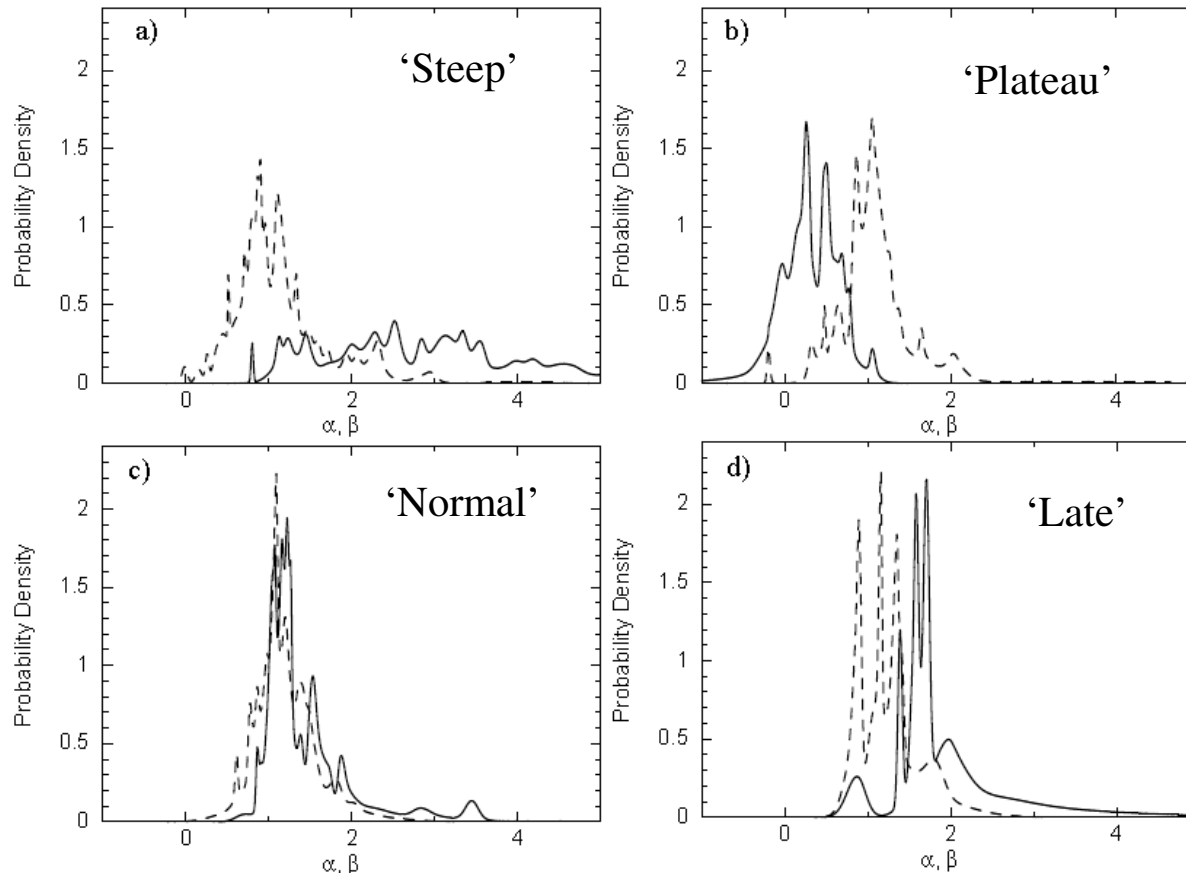 a)
‘Steep’
2
1.5
1
0.5
0
Probability Density
0 2 4
α, β
b)
‘Plateau’
2
1.5
1
0.5
0
Probability Density
0 2 4
α, β
c)
‘Normal’
2
1.5
1
0.5
0
Probability Density
0 2 4
α, β
d)
‘Late’
2
1.5
1
0.5
0
Probability Density
0 2 4
α, β